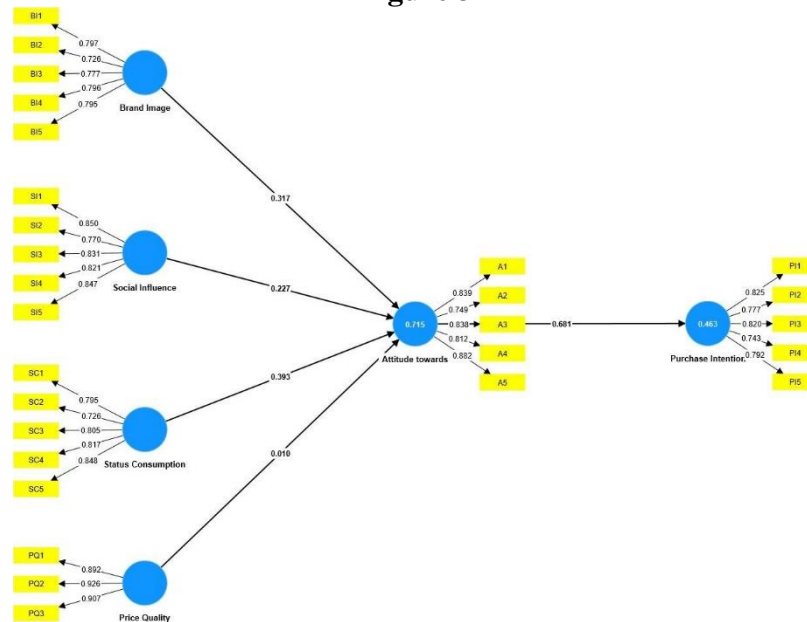 BI1
0.797
BI2
0.726
BI3
0.777
BI4
0.796
BI5
0.795
Brand Image
0.317
SI1
0.850
SI2
0.770
SI3
0.831
SI4
0.821
SI5
0.847
Social Influence
0.227
SC1
0.795
SC2
0.726
SC3
0.805
SC4
0.817
SC5
0.848
Status Consumption
0.393
PQ1
0.892
PQ2
0.926
PQ3
0.907
Price Quality
0.010
0.715
Attitude towards
A1
0.839
A2
0.749
A3
0.838
A4
0.812
A5
0.882
0.681
0.463
Purchase Intention
PI1
0.825
PI2
0.777
PI3
0.820
PI4
0.743
PI5
0.792